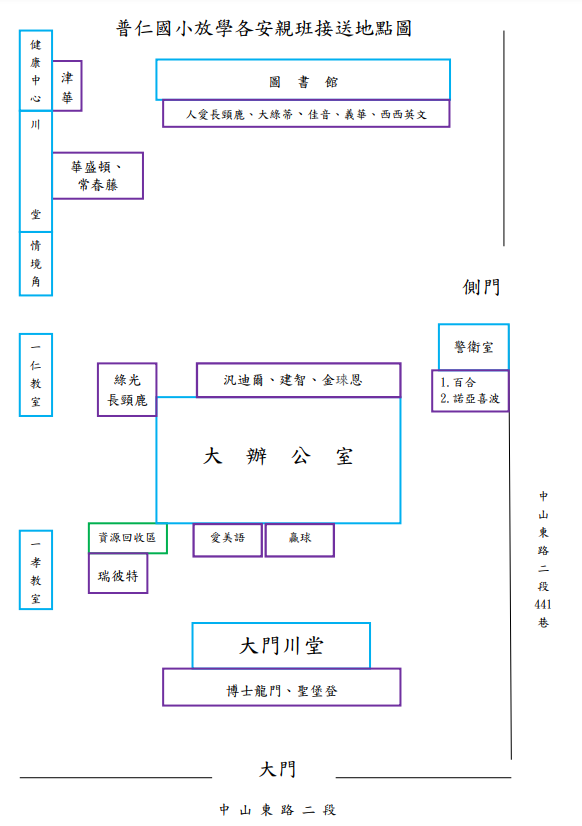 普仁國小放學各安親班接送地點圖
健康中心
津華
圖書館
人愛長頸鹿、大綠蒂、佳音、義華、西西英文
川堂
華盛頓、
常春藤
情境角
側門
一仁教室
綠光
長頸鹿
汎迪爾、建智、金琜恩
警衛室
1.百合
2.諾亞喜波
大辦公室
中山東路二段441巷
一孝教室
資源回收區
瑞彼特
愛美語
贏球
大門川堂
博士龍門、聖堡登
大門
中山東路二段